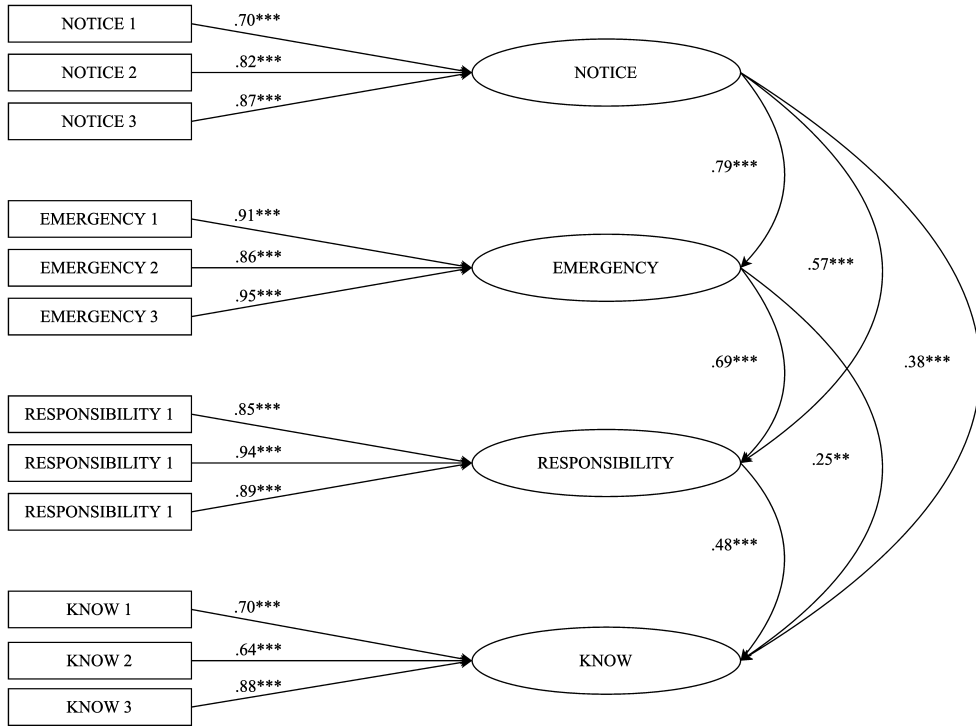 NOTICE 1
.70***
NOTICE 2
.82***
NOTICE
NOTICE 3
.87***
.79***
EMERGENCY 1
.91***
EMERGENCY 2
.86***
EMERGENCY
.57***
EMERGENCY 3
.95***
.69***
.38***
RESPONSIBILITY 1
.85***
RESPONSIBILITY 1
.94***
RESPONSIBILITY
.25**
RESPONSIBILITY 1
.89***
.48***
KNOW 1
.70***
KNOW 2
.64***
KNOW
KNOW 3
.88***